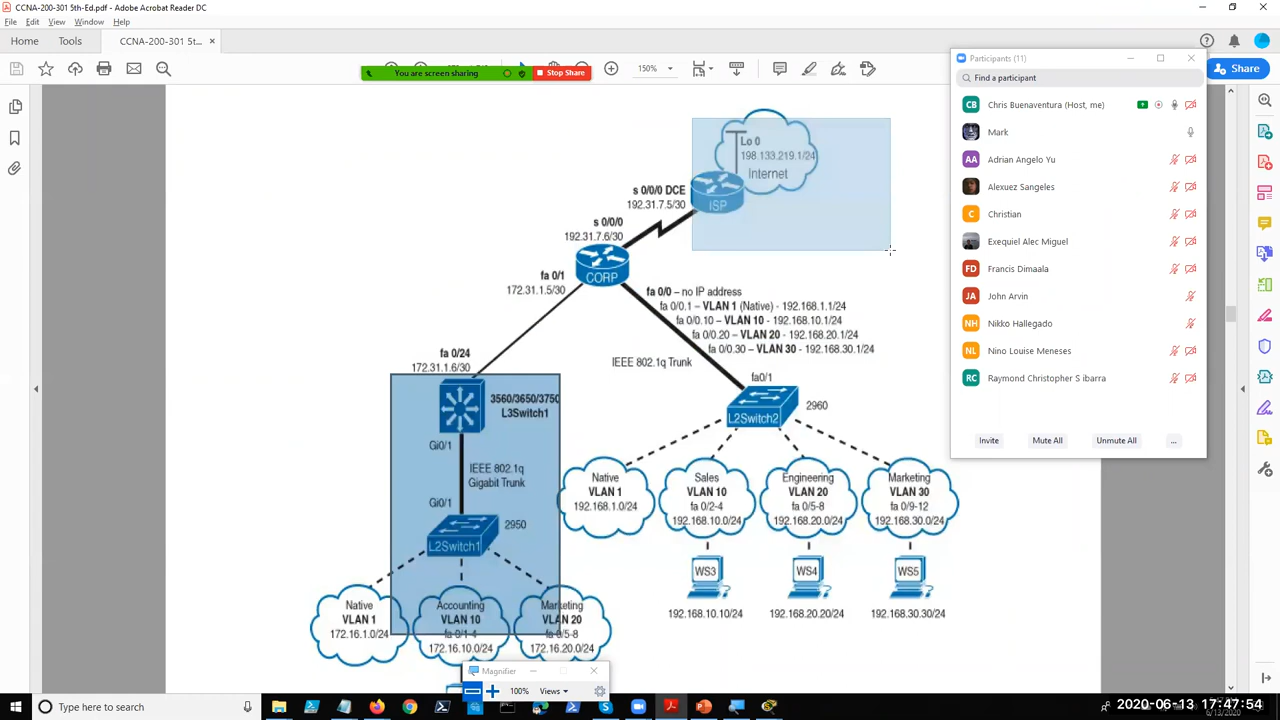 CCNA-200-301 5th-Ed.pdf - Adobe Acrobat Reader DC
File Edit View Window Help
Home Tools CCNA-200-301 5t... ×
150%
You are screen sharing Stop Share
Share
Participants (11)
Find a participant
CB Chris Buenaventura (Host, me)
Mark
AA Adrian Angelo Yu
Alexuez Sangeles
C Christian
Exequiel Alec Miguel
FD Francis Dimaala
JA John Arvin
NH Nikko Hallegado
NL Nino Louise Meneses
RC Raymond Christopher S ibarra
Invite Mute All Unmute All ...
Lo 0
198.133.219.1/24
Internet
ISP
s 0/0/0 DCE
192.31.7.5/30
s 0/0/0
192.31.7.6/30
CORP
fa 0/1
172.31.1.5/30
fa 0/0 – no IP address
fa 0/0.1 – VLAN 1 (Native) - 192.168.1.1/24
fa 0/0.10 – VLAN 10 - 192.168.10.1/24
fa 0/0.20 – VLAN 20 - 192.168.20.1/24
fa 0/0.30 – VLAN 30 - 192.168.30.1/24
IEEE 802.1q Trunk
fa 0/24
172.31.1.6/30
3560/3650/3750
L3Switch1
Gi0/1
IEEE 802.1q
Gigabit Trunk
Gi0/1
2950
L2Switch1
fa0/1
2960
L2Switch2
Native
VLAN 1
192.168.1.0/24
Sales
VLAN 10
fa 0/2-4
192.168.10.0/24
Engineering
VLAN 20
fa 0/5-8
192.168.20.0/24
Marketing
VLAN 30
fa 0/9-12
192.168.30.0/24
WS3
192.168.10.10/24
WS4
192.168.20.20/24
WS5
192.168.30.30/24
Native
VLAN 1
172.16.1.0/24
Accounting
VLAN 10
fa 0/1-4
172.16.10.0/24
Marketing
VLAN 20
fa 0/5-8
172.16.20.0/24
Magnifier
100% Views
Type here to search
2020-06-13 17:47:54
6/13/2020